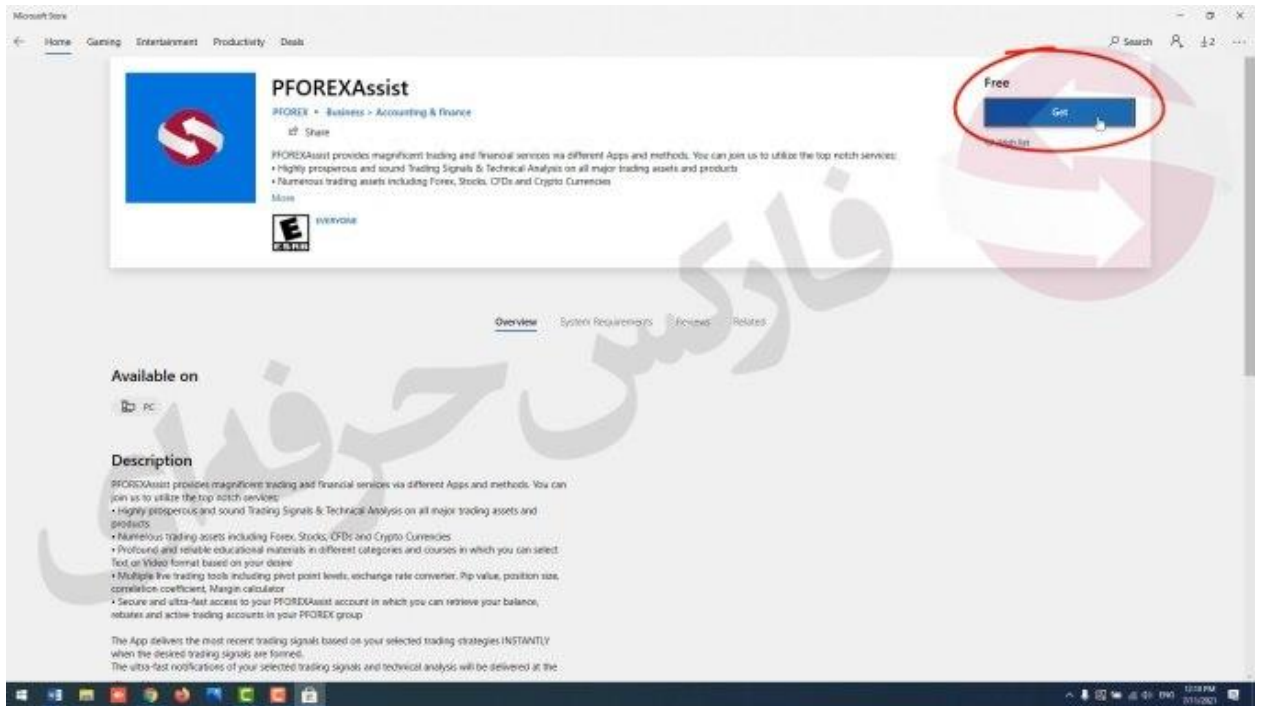 Microsoft Store
Home Gaming Entertainment Productivity Deals
Search
2
PFOREXAssist
PFOREX • Business > Accounting & finance
Share
PFOREXAssist provides magnificent trading and financial services via different Apps and methods. You can join us to utilize the top notch services:
• Highly prosperous and sound Trading Signals & Technical Analysis on all major trading assets and products
• Numerous trading assets including Forex, Stocks, CFDs and Crypto Currencies
More
E
ESRB
EVERYONE
Free
Get
Wish list
فارکس حرفه‌ای
Overview System Requirements Reviews Related
Available on
PC
Description
PFOREXAssist provides magnificent trading and financial services via different Apps and methods. You can
join us to utilize the top notch services:
• Highly prosperous and sound Trading Signals & Technical Analysis on all major trading assets and
products
• Numerous trading assets including Forex, Stocks, CFDs and Crypto Currencies
• Profound and reliable educational materials in different categories and courses in which you can select
Text or Video format based on your desire
• Multiple live trading tools including pivot point levels, exchange rate converter, Pip value, position size,
correlation coefficient, Margin calculator
• Secure and ultra-fast access to your PFOREXAssist account in which you can retrieve your balance,
rebates and active trading accounts in your PFOREX group
The App delivers the most recent trading signals based on your selected trading strategies INSTANTLY
when the desired trading signals are formed.
The ultra-fast notifications of your selected trading signals and technical analysis will be delivered at the
ENG
12:18 PM
7/11/2021